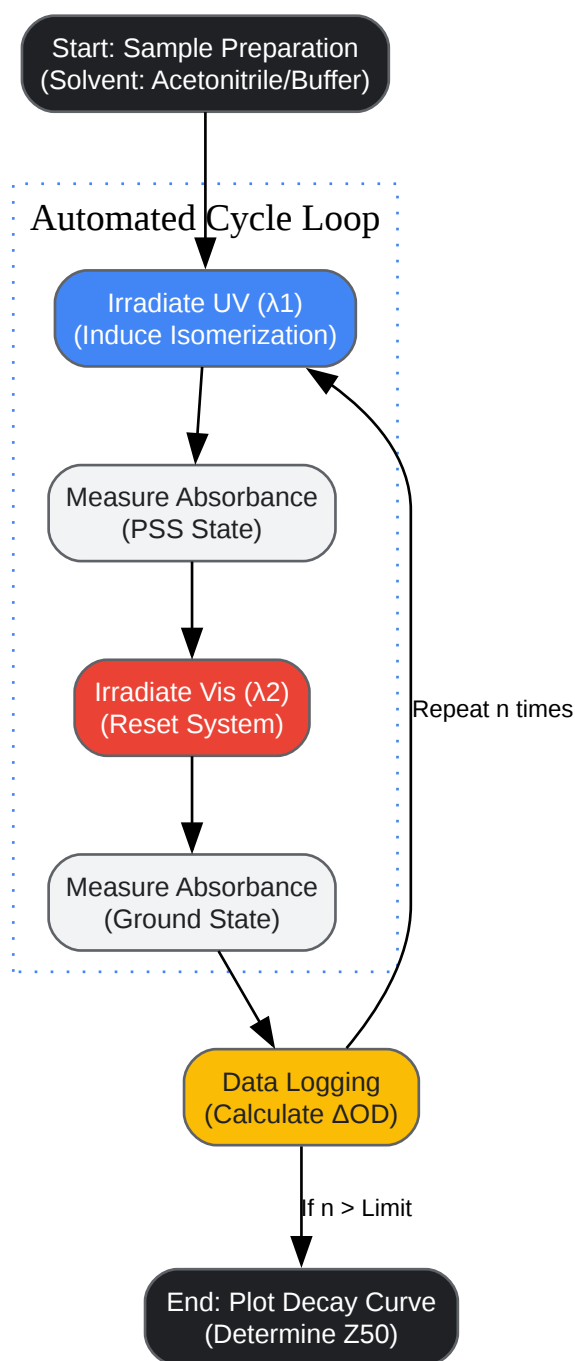 Start: Sample Preparation
(Solvent: Acetonitrile/Buffer)
Automated Cycle Loop
Irradiate UV (λ1)
(Induce Isomerization)
Measure Absorbance
(PSS State)
Irradiate Vis (λ2)
(Reset System)
Repeat n times
Measure Absorbance
(Ground State)
Data Logging
(Calculate ΔOD)
If n > Limit
End: Plot Decay Curve
(Determine Z50)